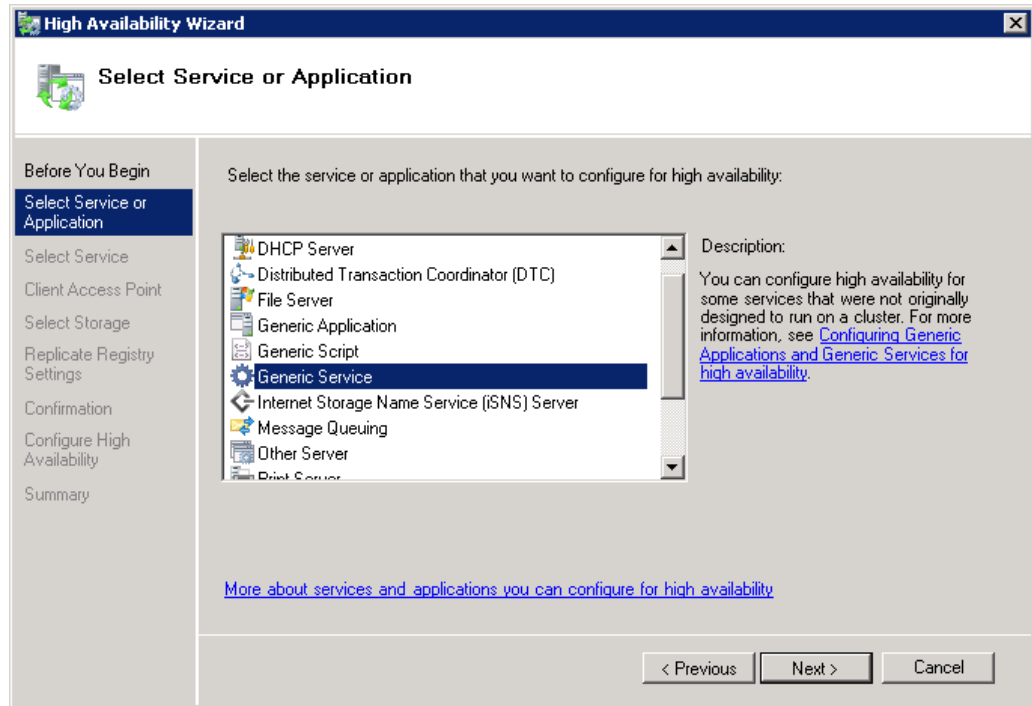 High Availability Wizard
Select Service or Application
Before You Begin
Select Service or
Application
Select Service
Client Access Point
Select Storage
Replicate Registry
Settings
Confirmation
Configure High
Availability
Summary
Select the service or application that you want to configure for high availability:
DHCP Server
Distributed Transaction Coordinator (DTC)
File Server
Generic Application
Generic Script
Generic Service
Internet Storage Name Service (iSNS) Server
Message Queuing
Other Server
Print Server
Description:
You can configure high availability for
some services that were not originally
designed to run on a cluster. For more
information, see Configuring Generic
Applications and Generic Services for
high availability.
More about services and applications you can configure for high availability
< Previous
Next >
Cancel